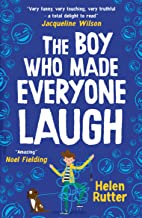 "Very funny, very touching, very truthful
- a total delight to read"
Jacqueline Wilson
THE BOY
WHO MADE
EVERYONE
LAUGH
"Amazing"
Noel Fielding
Helen
Rutter